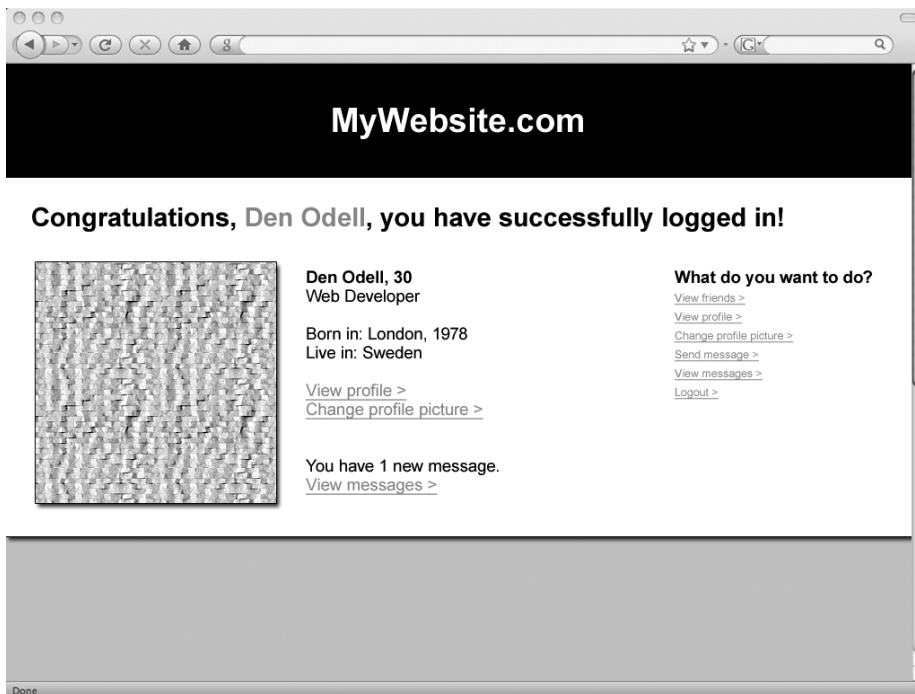 MyWebsite.com
Congratulations, Den Odell, you have successfully logged in!
Den Odell, 30
Web Developer
Born in: London, 1978
Live in: Sweden
View profile >
Change profile picture >
You have 1 new message.
View messages >
What do you want to do?
View friends >
View profile >
Change profile picture >
Send message >
View messages >
Logout >
Done